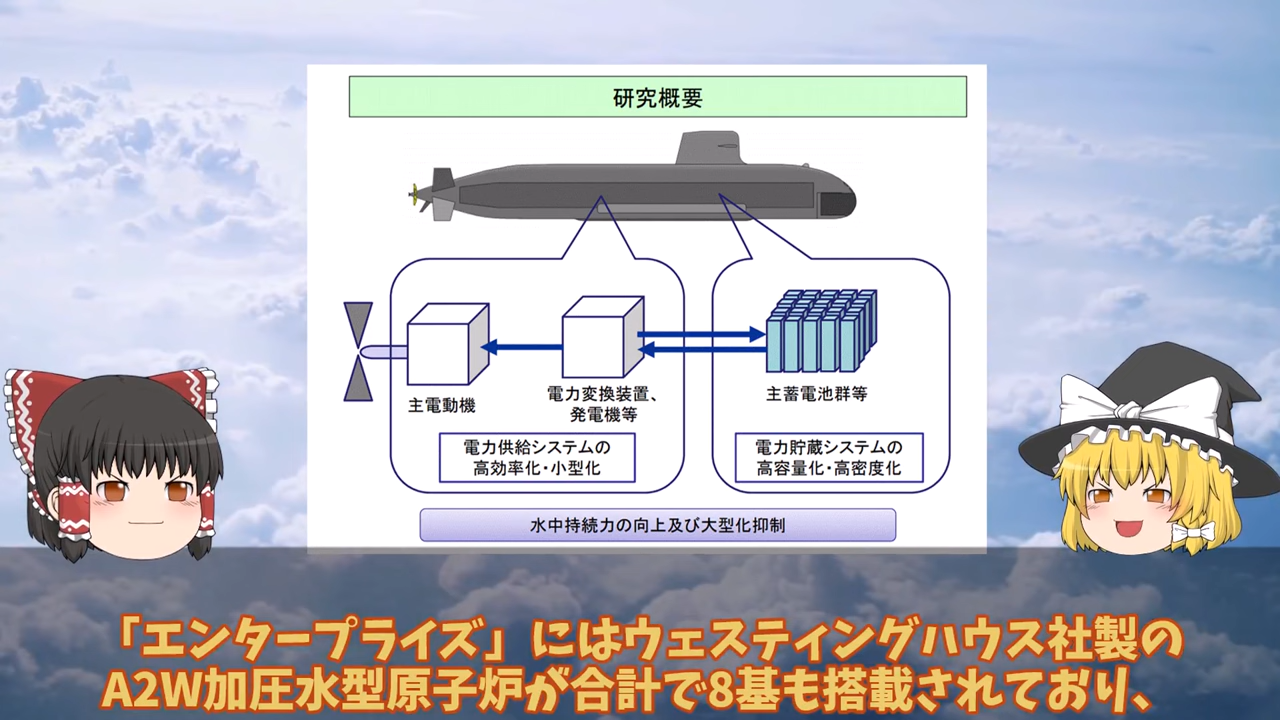 研究概要
主電動機
電力変換装置、
発電機等
主蓄電池群等
電力供給システムの
高効率化・小型化
電力貯蔵システムの
高容量化・高密度化
水中持続力の向上及び大型化抑制
「エンタープライズ」にはウェスティングハウス社製の
A2W加圧水型原子炉が合計で8基も搭載されており、